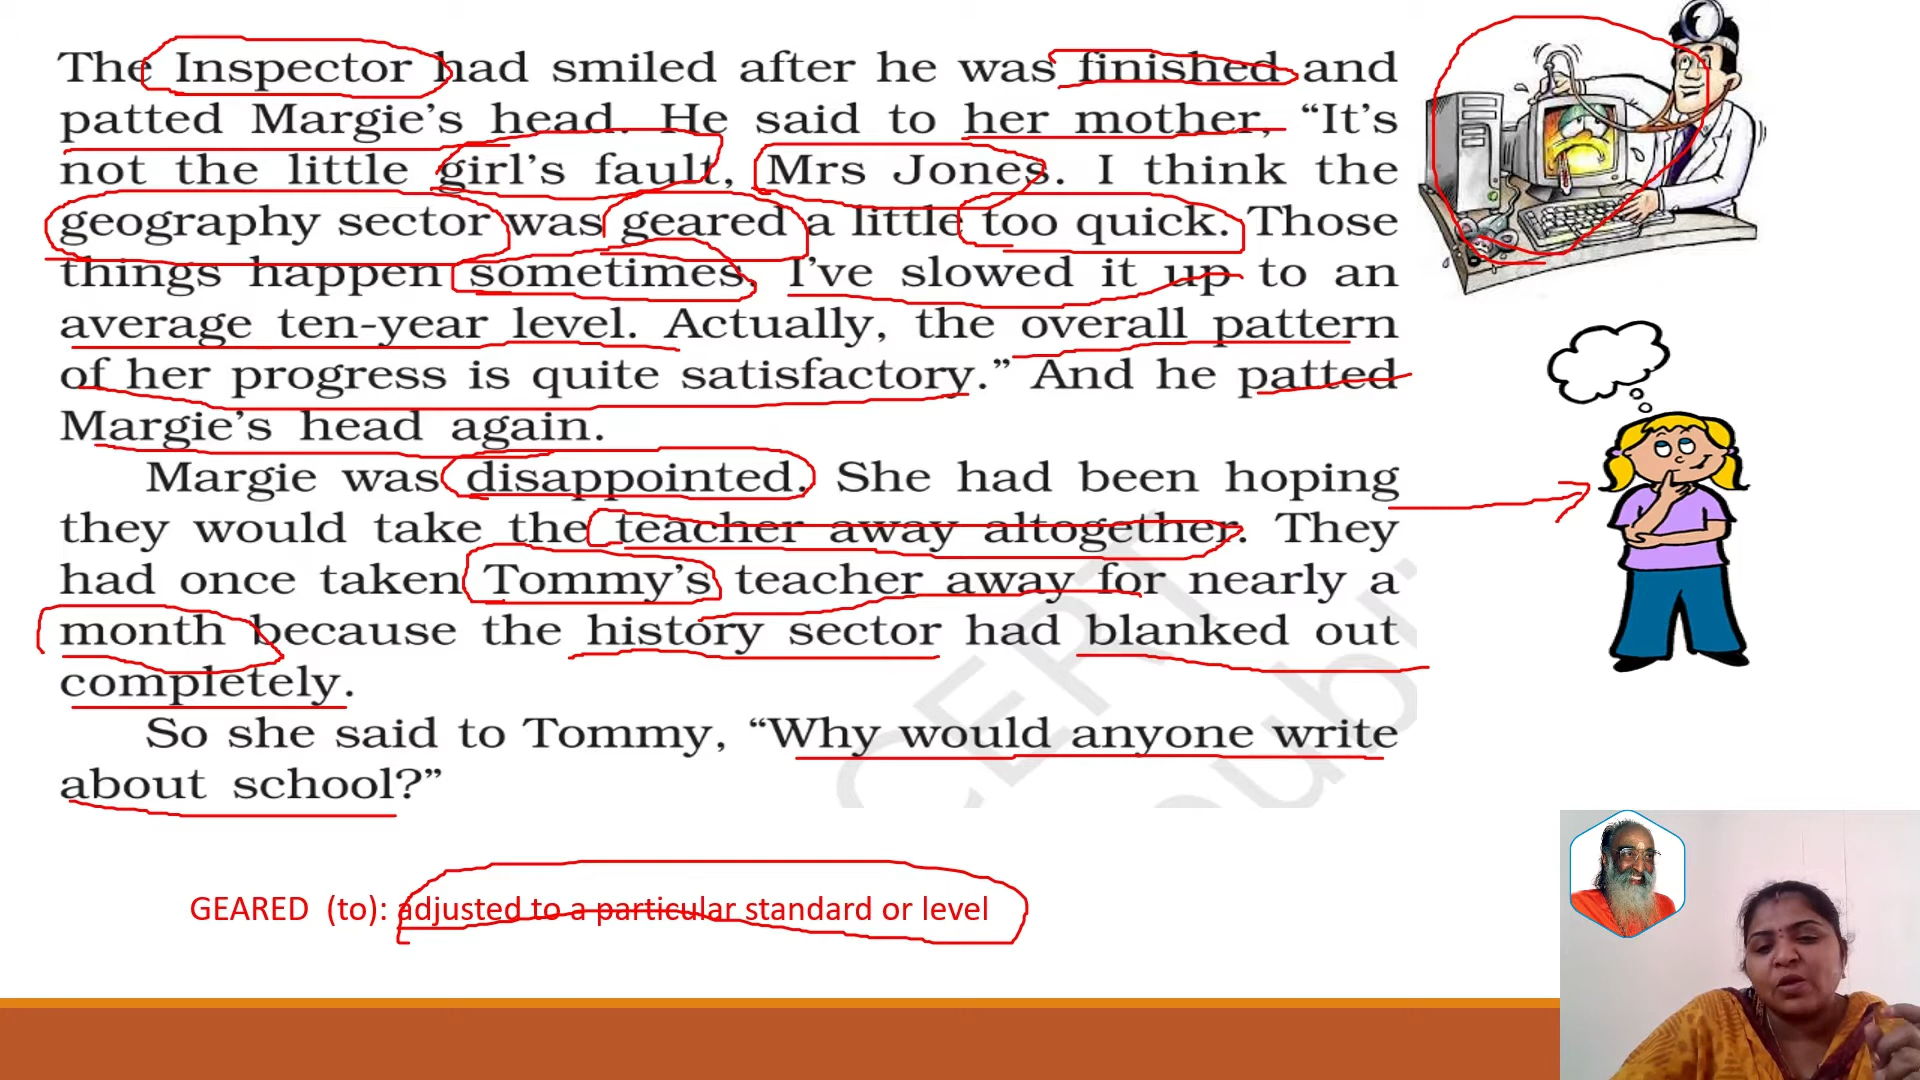 The Inspector had smiled after he was finished and
patted Margie’s head. He said to her mother, “It’s
not the little girl’s fault, Mrs Jones. I think the
geography sector was geared a little too quick. Those
things happen sometimes. I’ve slowed it up to an
average ten-year level. Actually, the overall pattern
of her progress is quite satisfactory.” And he patted
Margie’s head again.
Margie was disappointed. She had been hoping
they would take the teacher away altogether. They
had once taken Tommy’s teacher away for nearly a
month because the history sector had blanked out
completely.
So she said to Tommy, “Why would anyone write
about school?”
GEARED (to): adjusted to a particular standard or level